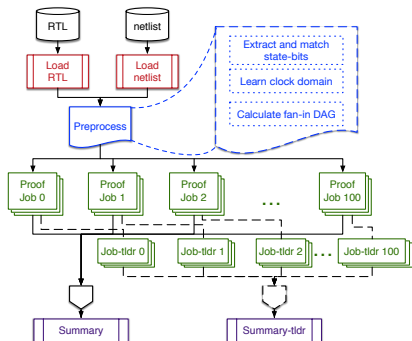 RTL
netlist
Load
RTL
Load
netlist
Extract and match
state-bits
Learn clock domain
Calculate fan-in DAG
Preprocess
Proof
Job 0
Proof
Job 1
Proof
Job 2
...
Proof
Job 100
Job-tldr 0
Job-tldr 1
Job-tldr 2
...
Job-tldr 100
Summary
Summary-tldr